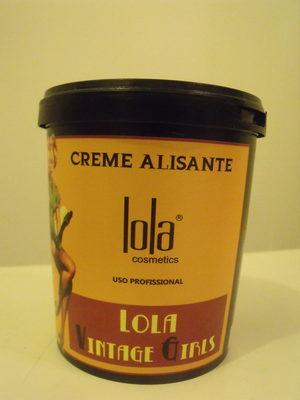 CREME ALISANTE
lola®
cosmetics
USO PROFISSIONAL
LOLA
VINTAGE GIRLS